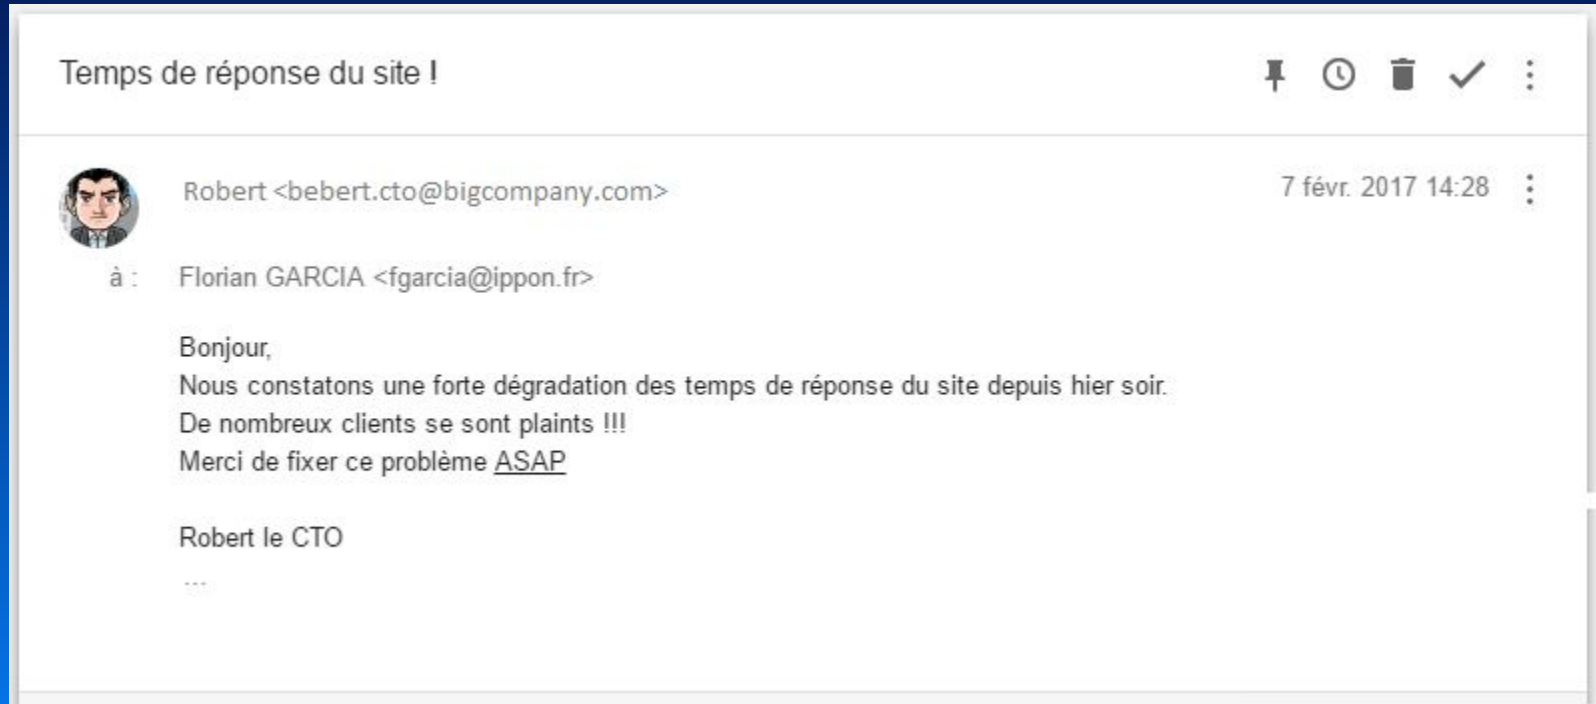 Temps de réponse du site !
Robert <bebert.cto@bigcompany.com>
7 févr. 2017 14:28
à : Florian GARCIA <fgarcia@ippon.fr>
Bonjour,
Nous constatons une forte dégradation des temps de réponse du site depuis hier soir.
De nombreux clients se sont plaints !!!
Merci de fixer ce problème ASAP
Robert le CTO
...